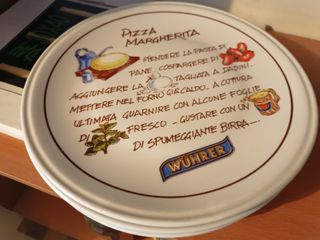 PIZZA
MARGHERITA
STENDERE LA PASTA DI
PANE, COSPARGERE DI
AGGIUNGERE LA TAGLIATA A DADINI.
METTERE NEL FORNO GIÀ CALDO, A COTTURA
ULTIMATA GUARNIRE CON ALCUNE FOGLIE
DI FRESCO - GUSTARE CON UN
DI SPUMEGGIANTE BIRRA...
WÜHRER